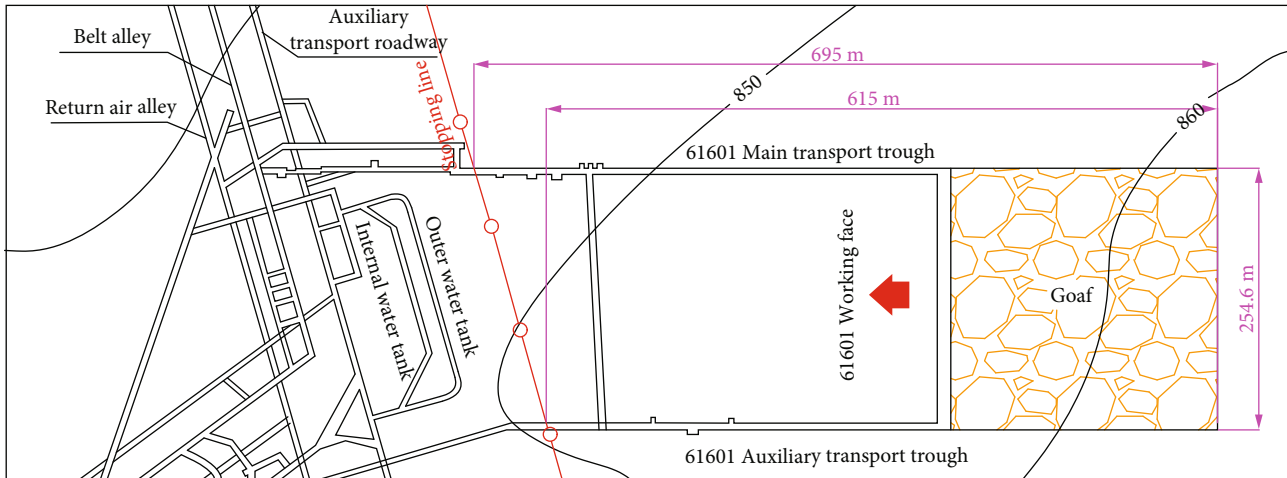 Auxiliary
transport roadway
Belt alley
Return air alley
Stopping line
695 m
850
615 m
860
61601 Main transport trough
Outer water tank
Internal water tank
61601 Working face
Goaf
254.6 m
61601 Auxiliary transport trough